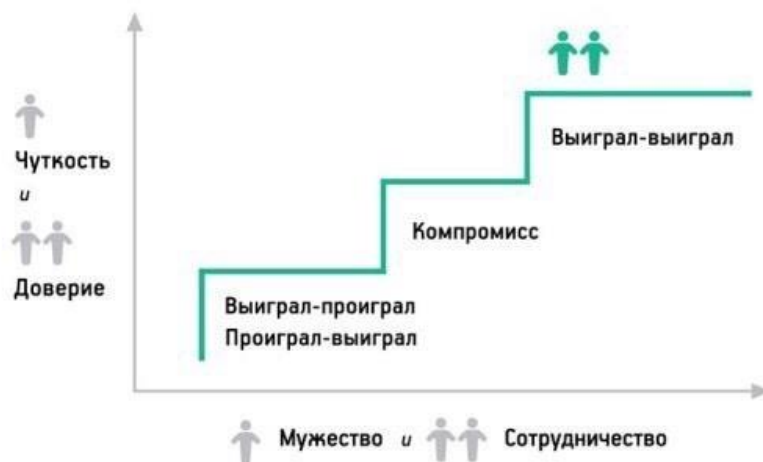 Чуткость
и
Доверие
Выиграл-выиграл
Компромисс
Выиграл-проиграл
Проиграл-выиграл
Мужество и Сотрудничество